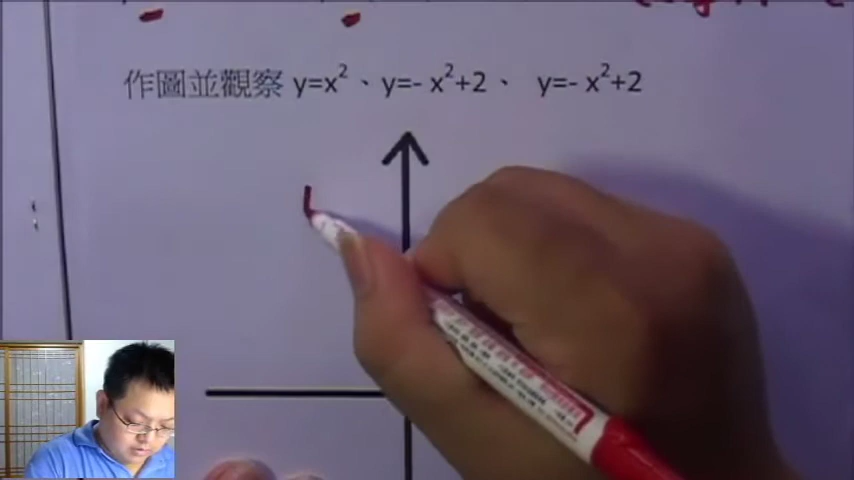 作圖並觀察 y=x²、y=- x²+2、 y=- x²+2